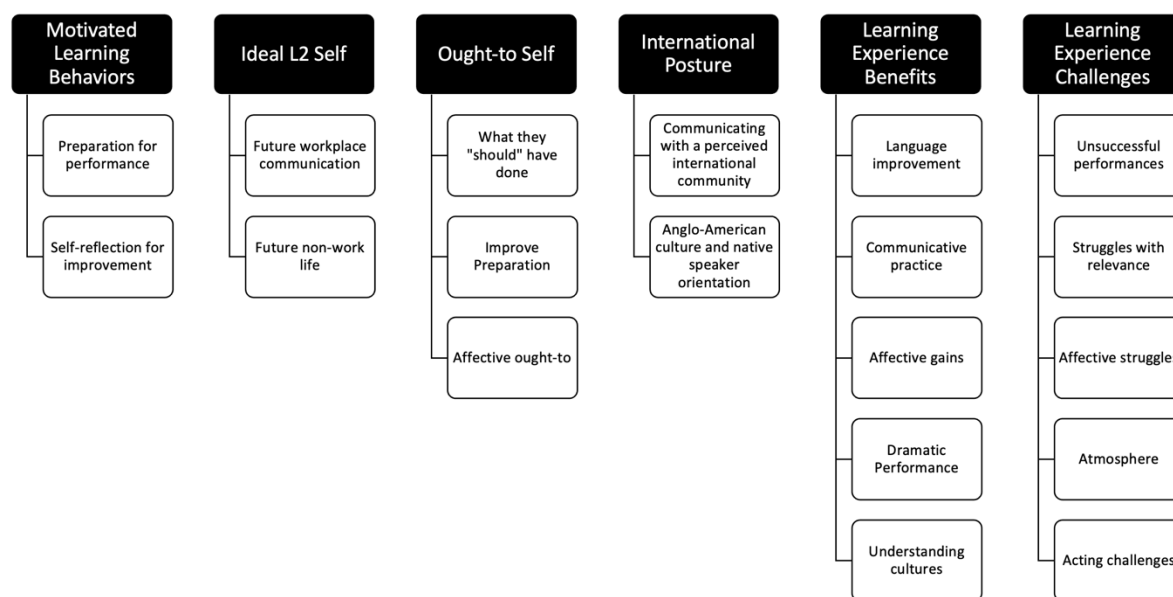 Motivated
Learning
Behaviors
Preparation for
performance
Self-reflection for
improvement
Ideal L2 Self
Future workplace
communication
Future non-work
life
Ought-to Self
What they
"should" have
done
Improve
Preparation
Affective ought-to
International
Posture
Communicating
with a perceived
international
community
Anglo-American
culture and native
speaker
orientation
Learning
Experience
Benefits
Language
improvement
Communicative
practice
Affective gains
Dramatic
Performance
Understanding
cultures
Learning
Experience
Challenges
Unsuccessful
performances
Struggles with
relevance
Affective struggles
Atmosphere
Acting challenges